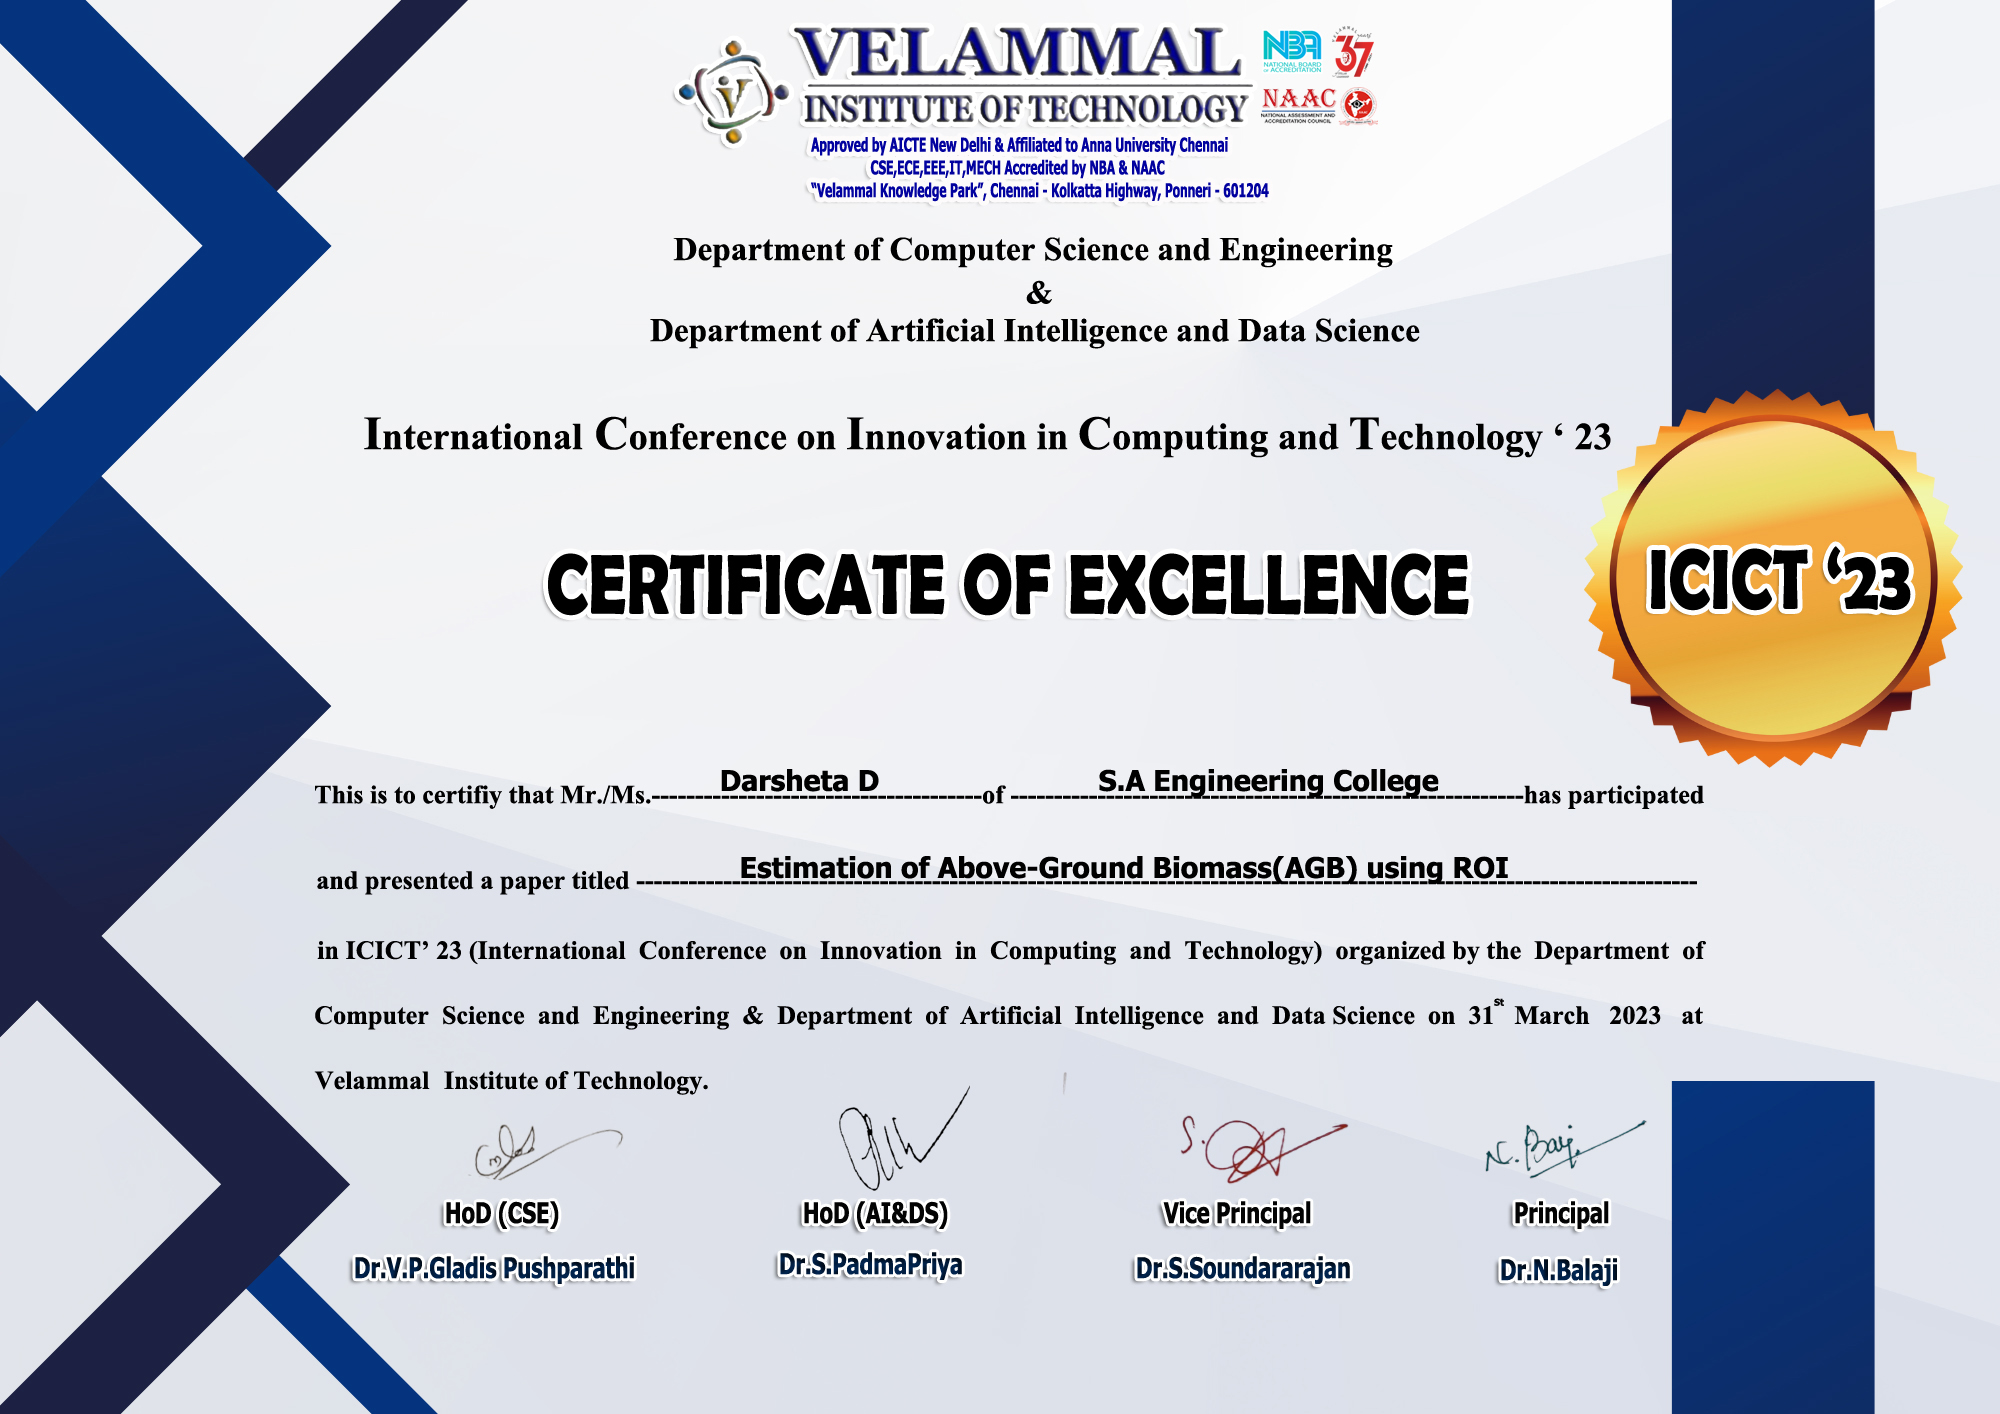 VELAMMAL
INSTITUTE OF TECHNOLOGY
NBA
NATIONAL BOARD
OF ACCREDITATION
37
NAAC
NATIONAL ASSESSMENT AND
ACCREDITATION COUNCIL
Approved by AICTE New Delhi & Affiliated to Anna University Chennai
CSE,ECE,EEE,IT,MECH Accredited by NBA & NAAC
“Velammal Knowledge Park”, Chennai - Kolkatta Highway, Ponneri - 601204
Department of Computer Science and Engineering
&
Department of Artificial Intelligence and Data Science
International Conference on Innovation in Computing and Technology ‘ 23
CERTIFICATE OF EXCELLENCE
ICICT ‘23
This is to certifiy that Mr./Ms. Darsheta D of S.A Engineering College has participated
and presented a paper titled Estimation of Above-Ground Biomass(AGB) using ROI
in ICICT’ 23 (International Conference on Innovation in Computing and Technology) organized by the Department of
Computer Science and Engineering & Department of Artificial Intelligence and Data Science on 31st March 2023 at
Velammal Institute of Technology.
N. Balaji
HoD (CSE)
HoD (AI&DS)
Vice Principal
Principal
Dr.V.P.Gladis Pushparathi
Dr.S.PadmaPriya
Dr.S.Soundararajan
Dr.N.Balaji